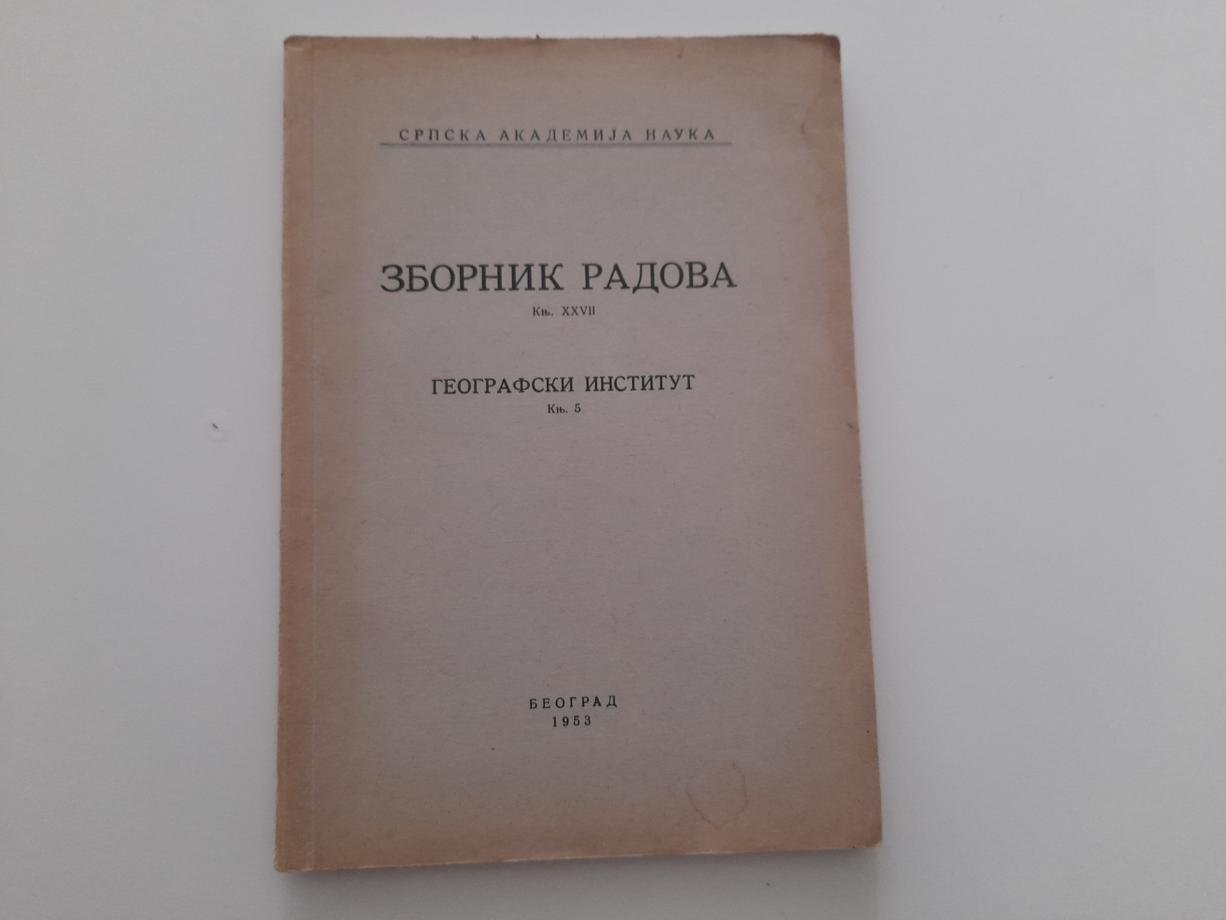 СРПСКА АКАДЕМИЈА НАУКА
ЗБОРНИК РАДОВА
Књ. XXVII
ГЕОГРАФСКИ ИНСТИТУТ
Књ. 5
БЕОГРАД
1953